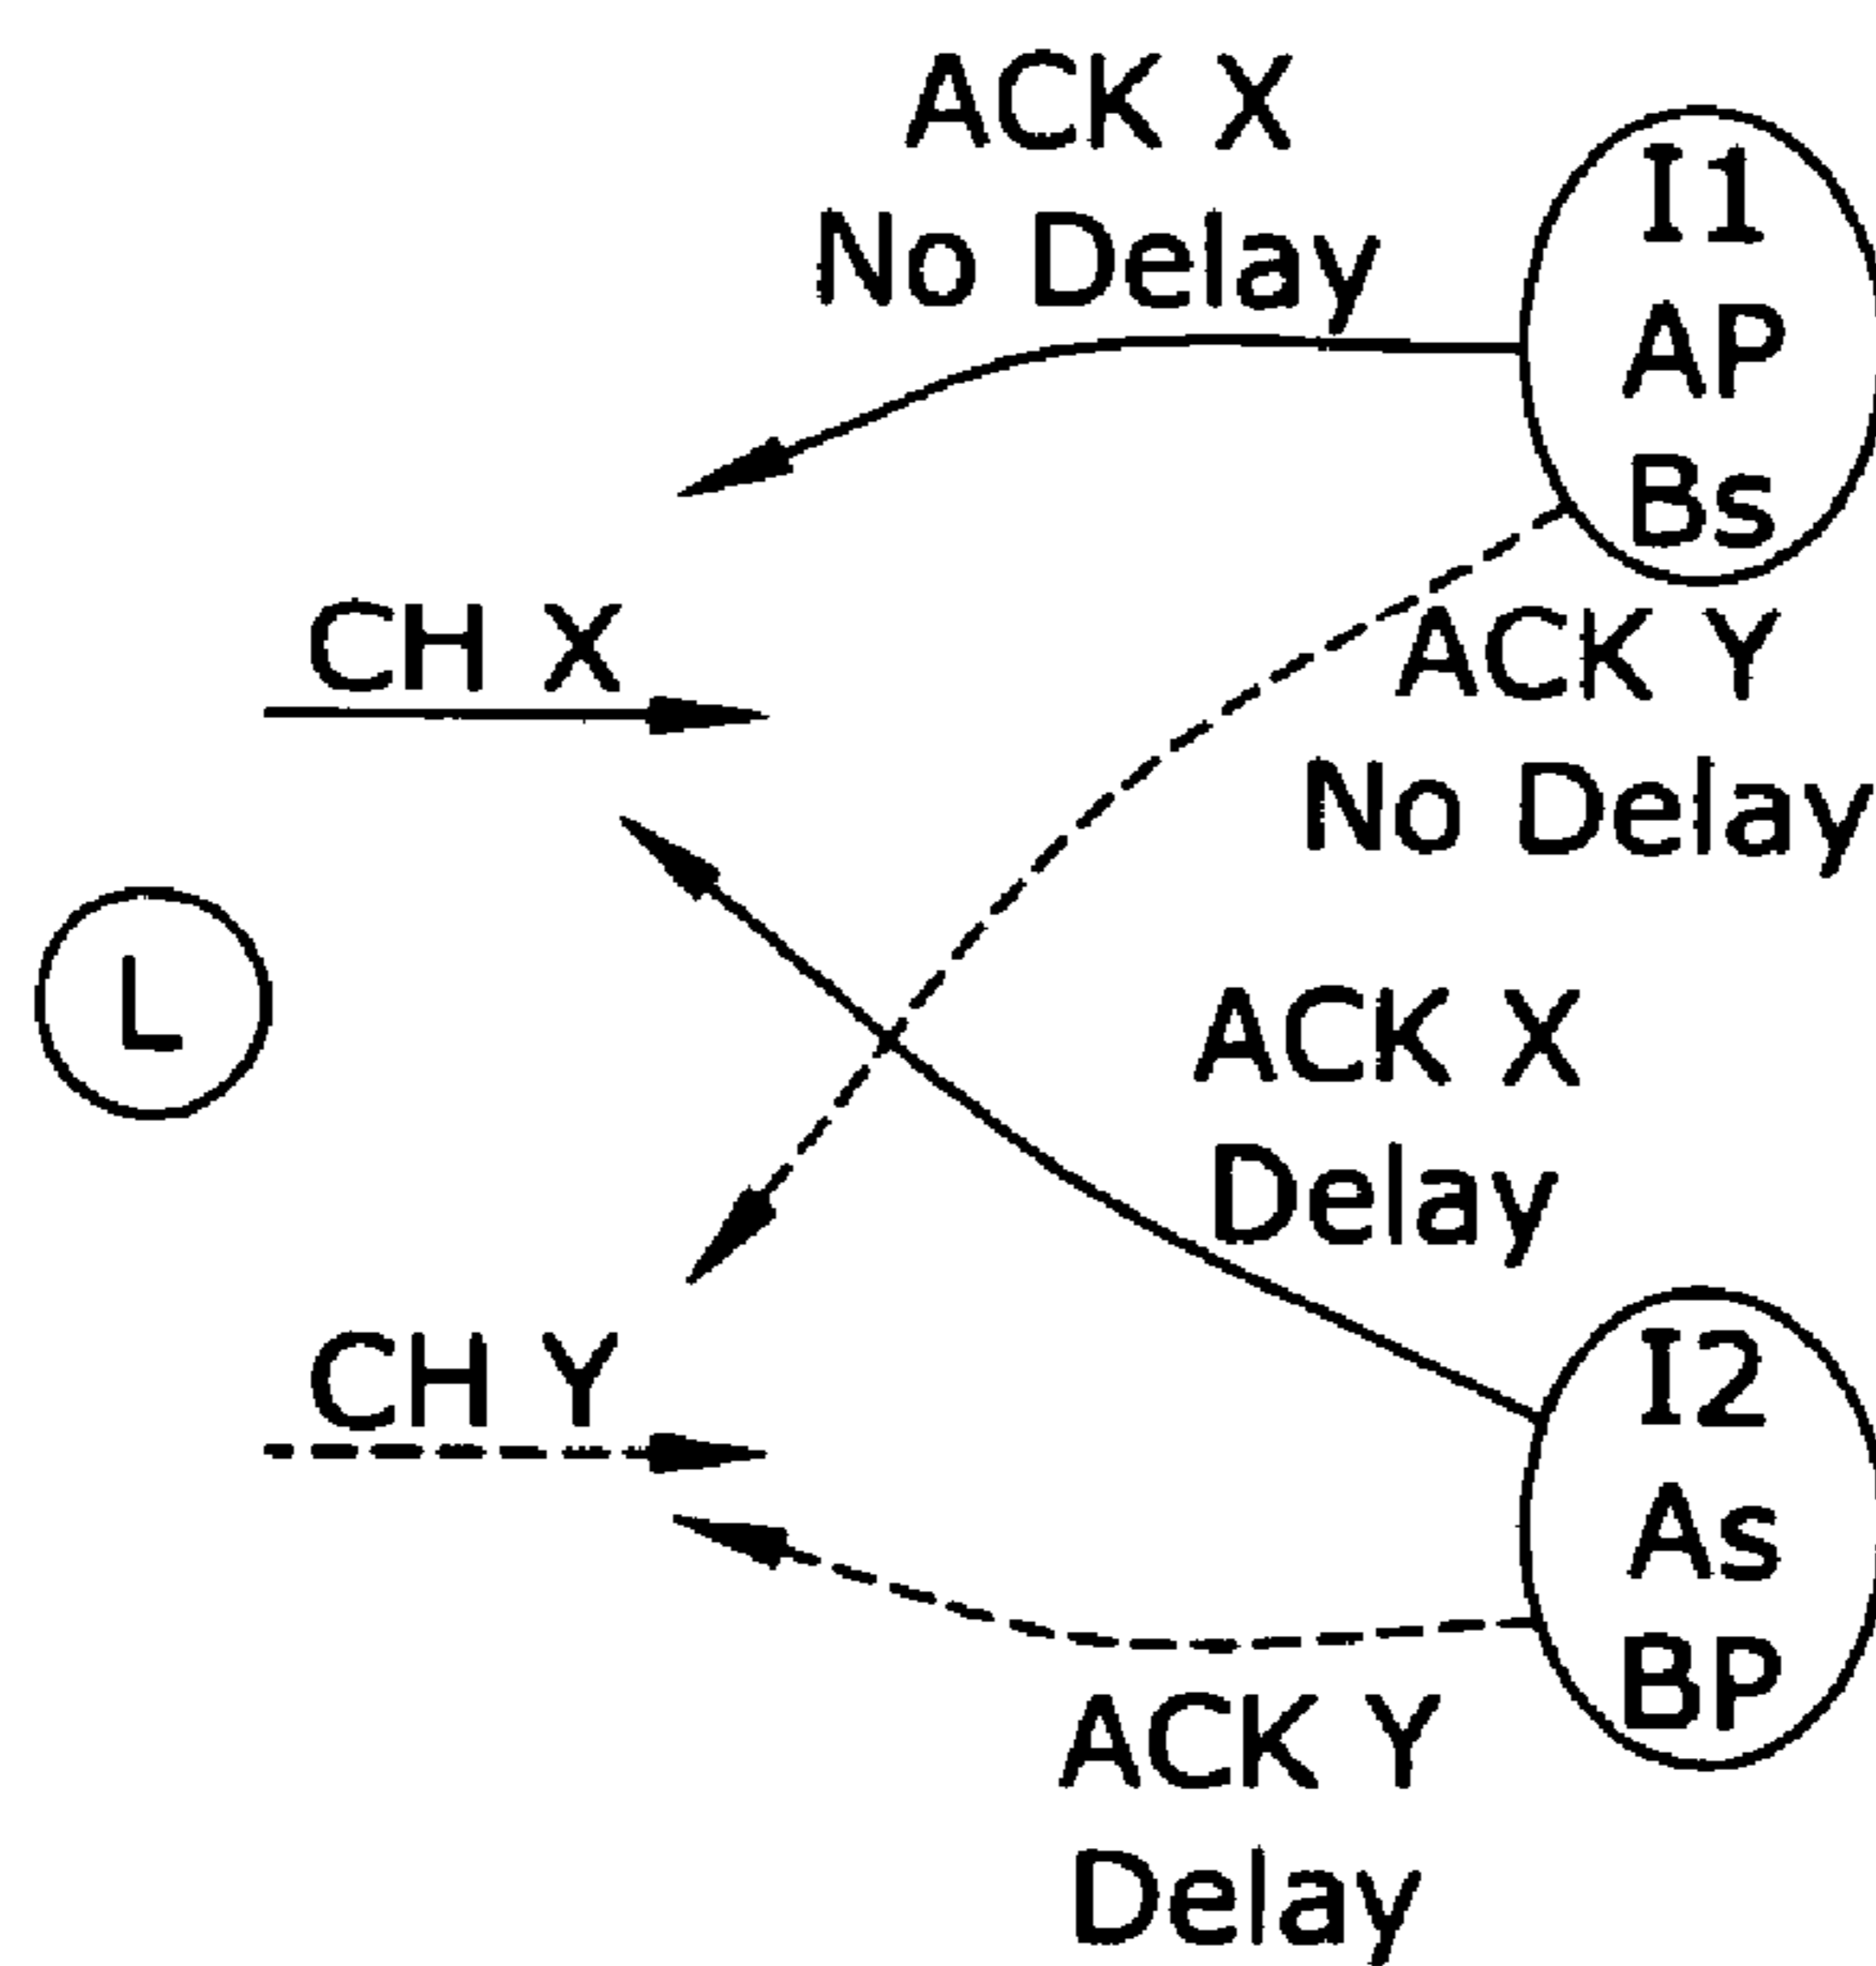 ACK X
No Delay
I1
AP
Bs
CH X
ACK Y
No Delay
L
ACK X
Delay
CH Y
I2
As
BP
ACK Y
Delay